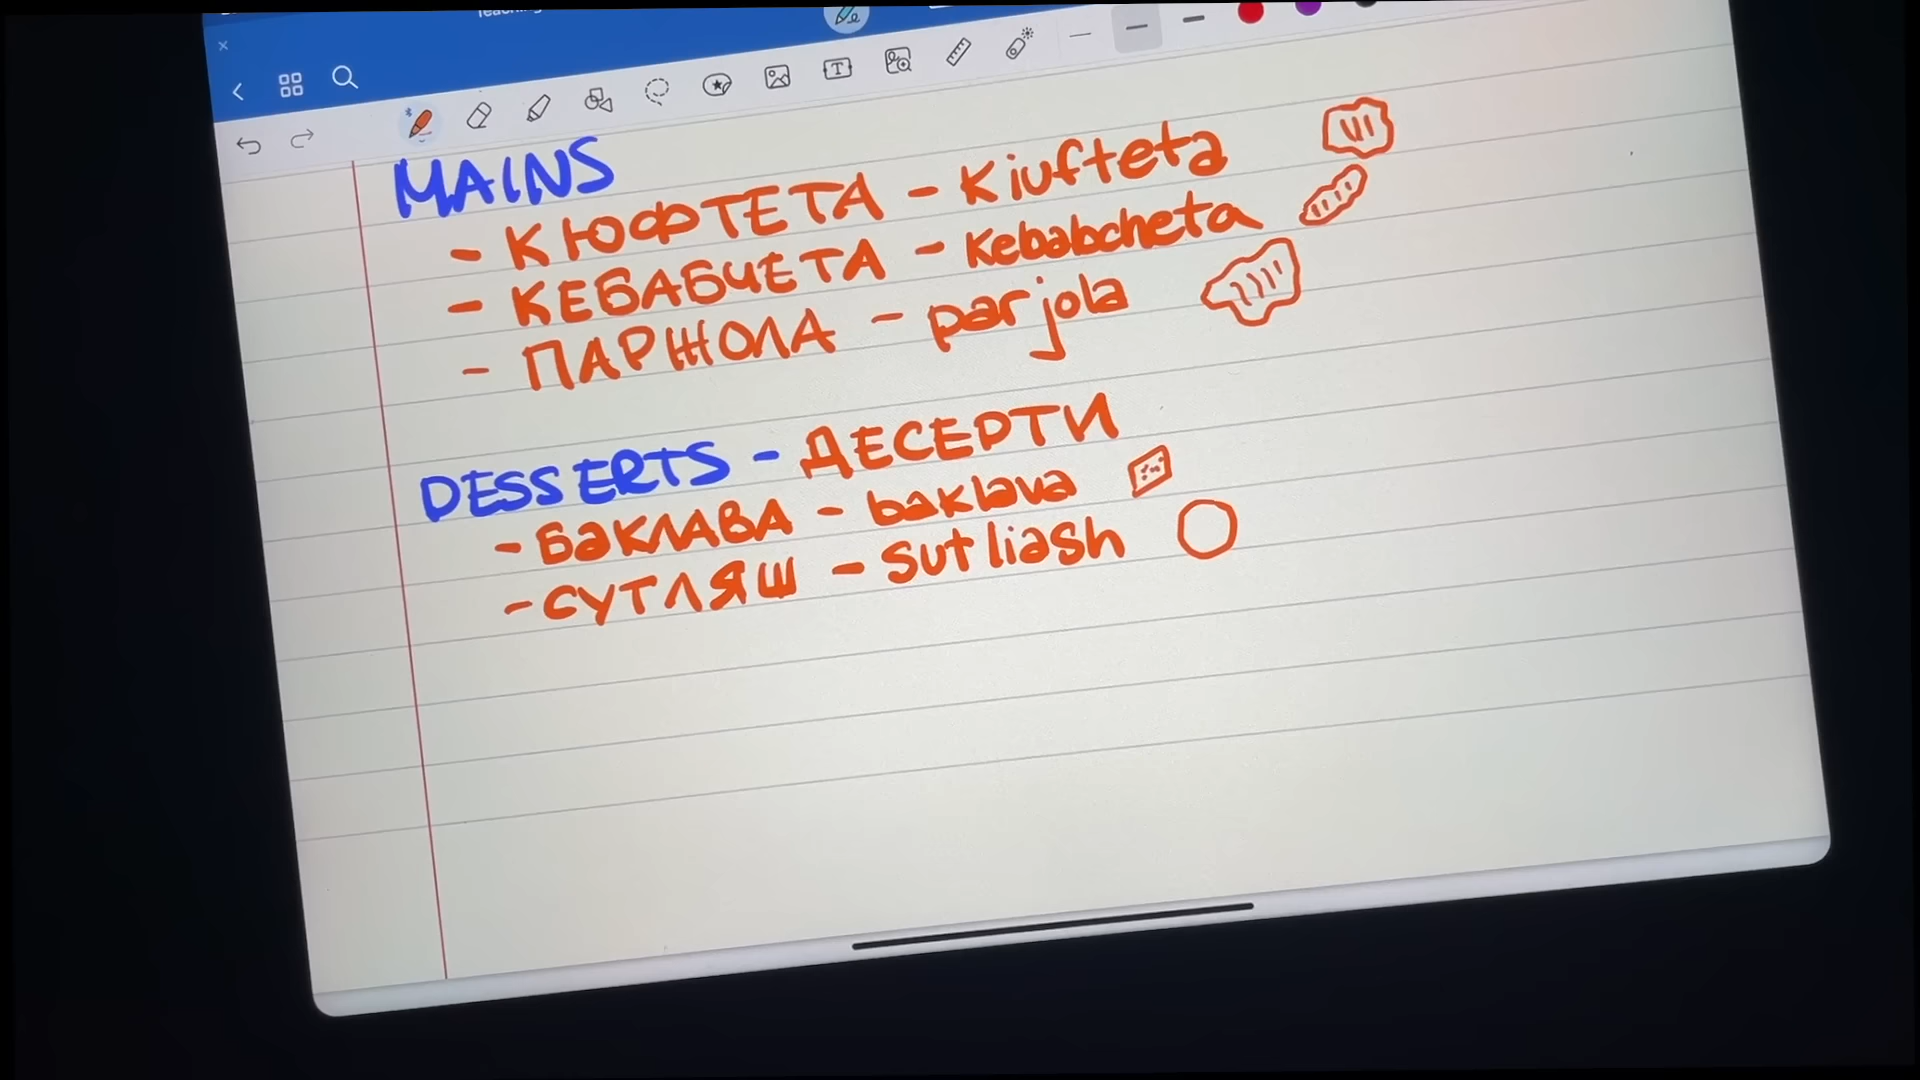 MAINS
- КЮФТЕТА - Kiufteta
- КЕБАБЧЕТА - Kebabcheta
- ПАРЖОЛА - parjola
DESSERTS - ДЕСЕРТИ
- БаКЛАВА - baklava
- СУТЛЯШ - Sutliash